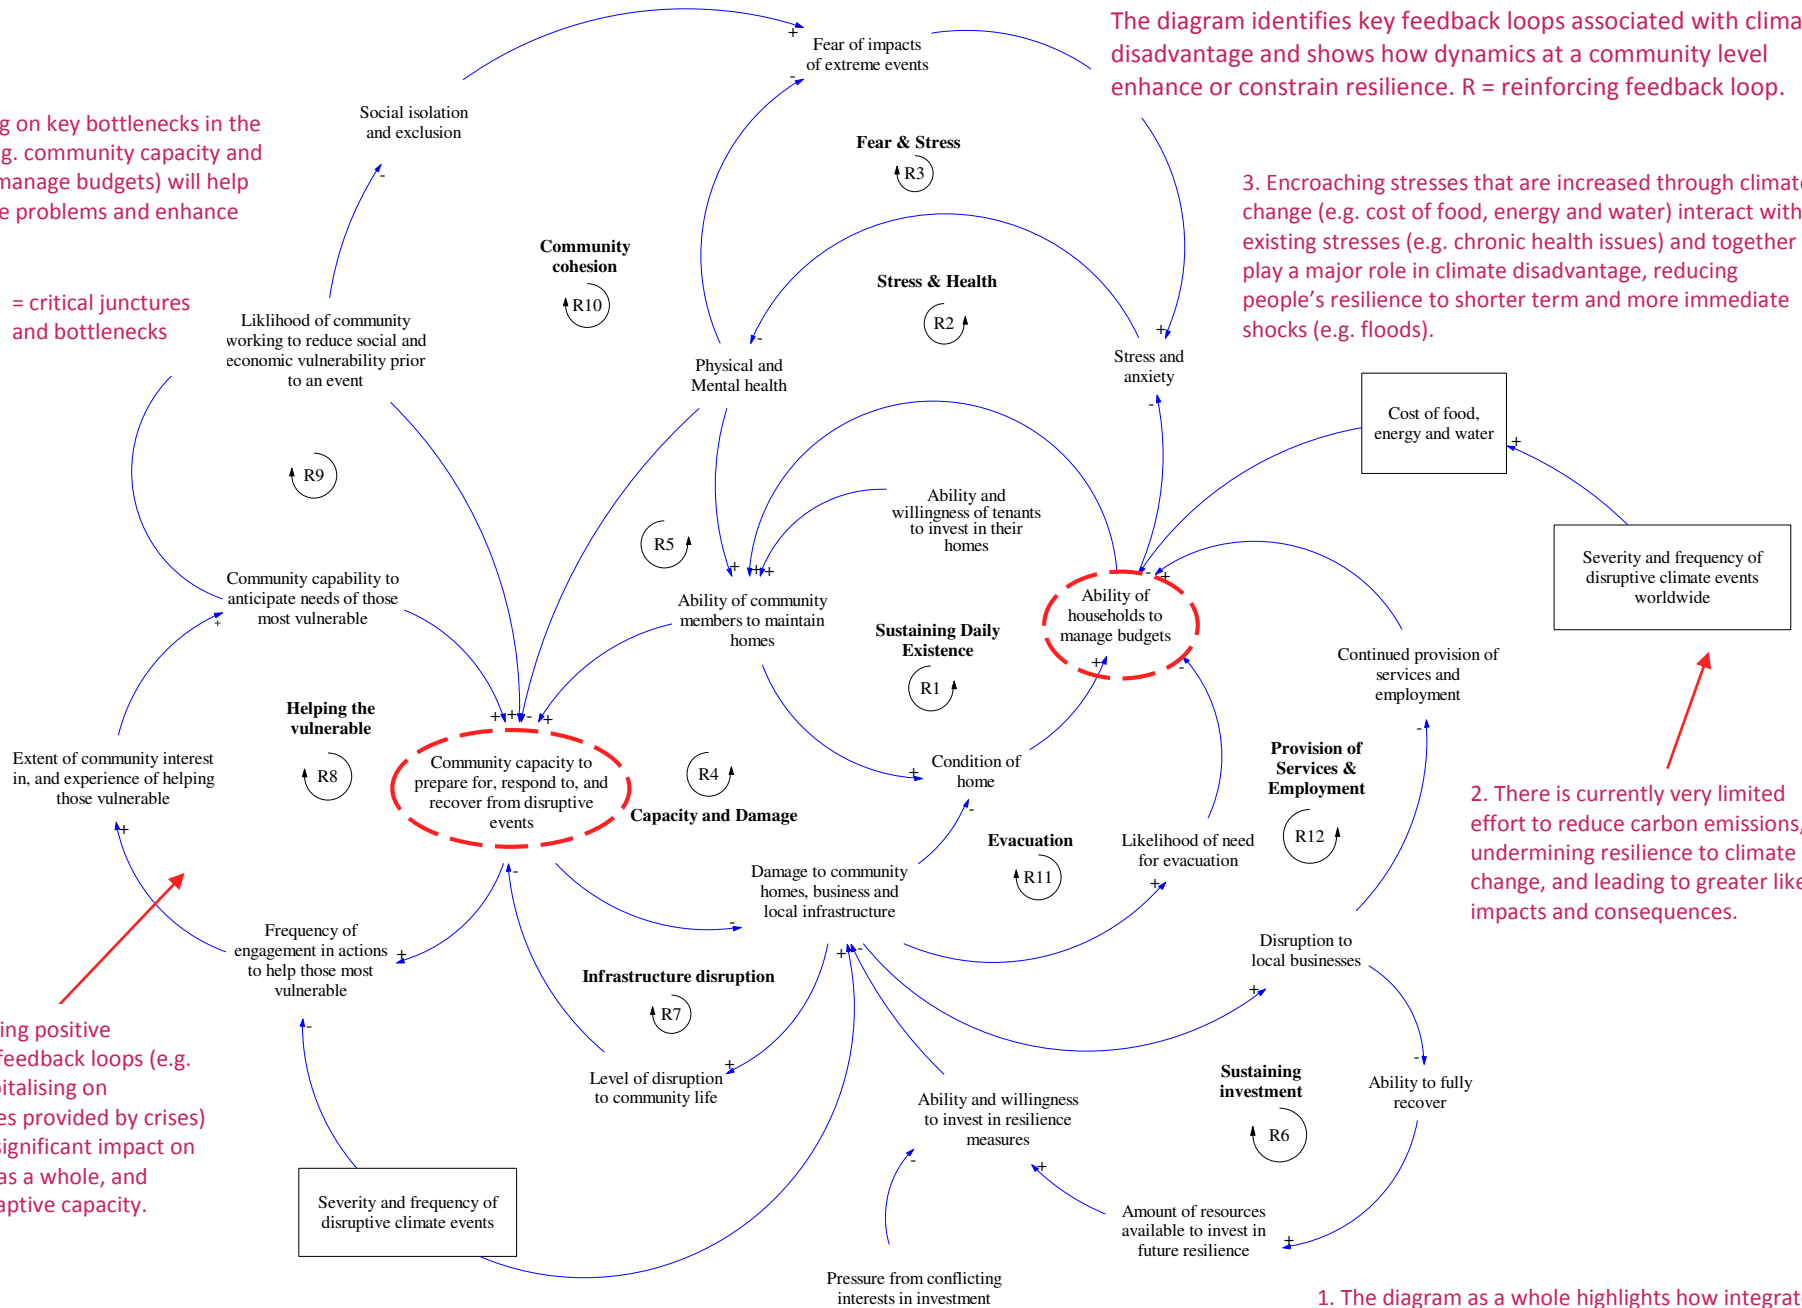 The diagram identifies key feedback loops associated with clima
disadvantage and shows how dynamics at a community level
enhance or constrain resilience. R = reinforcing feedback loop.
+
Fear of impacts
of extreme events
-
Social isolation
and exclusion
-
g on key bottlenecks in the
.g. community capacity and
manage budgets) will help
e problems and enhance
Fear & Stress
R3
3. Encroaching stresses that are increased through climate
change (e.g. cost of food, energy and water) interact with
existing stresses (e.g. chronic health issues) and together
play a major role in climate disadvantage, reducing
people’s resilience to shorter term and more immediate
shocks (e.g. floods).
Community
cohesion
R10
Stress & Health
R2
= critical junctures
and bottlenecks
Liklihood of community
working to reduce social and
economic vulnerability prior
to an event
-
Physical and
Mental health
+
Stress and
anxiety
-
Cost of food,
energy and water
+
R9
Ability and
willingness of tenants
to invest in their
homes
R5
Severity and frequency of
disruptive climate events
worldwide
Community capability to
anticipate needs of those
most vulnerable
+
+ + +
+
Ability of community
members to maintain
homes
- - +
Ability of
households to
manage budgets
+ -
Sustaining Daily
Existence
R1
Continued provision of
services and
employment
-
Helping the
vulnerable
R8
+ + - +
Community capacity to
prepare for, respond to, and
recover from disruptive
events
-
R4
Capacity and Damage
Extent of community interest
in, and experience of helping
those vulnerable
+
+
Condition of
home
-
Provision of
Services &
Employment
R12
2. There is currently very limited
effort to reduce carbon emissions,
undermining resilience to climate
change, and leading to greater like
impacts and consequences.
Evacuation
R11
Likelihood of need
for evacuation
+
Damage to community
homes, business and
local infrastructure
-
+ -
Frequency of
engagement in actions
to help those most
vulnerable
+
-
Disruption to
local businesses
+
Infrastructure disruption
R7
ing positive
feedback loops (e.g.
pitalising on
es provided by crises)
significant impact on
as a whole, and
aptive capacity.
+
Level of disruption
to community life
Sustaining
investment
R6
-
Ability to fully
recover
Ability and willingness
to invest in resilience
measures
- +
Severity and frequency of
disruptive climate events
Amount of resources
available to invest in
future resilience
+
Pressure from conflicting
interests in investment
1. The diagram as a whole highlights how integrate